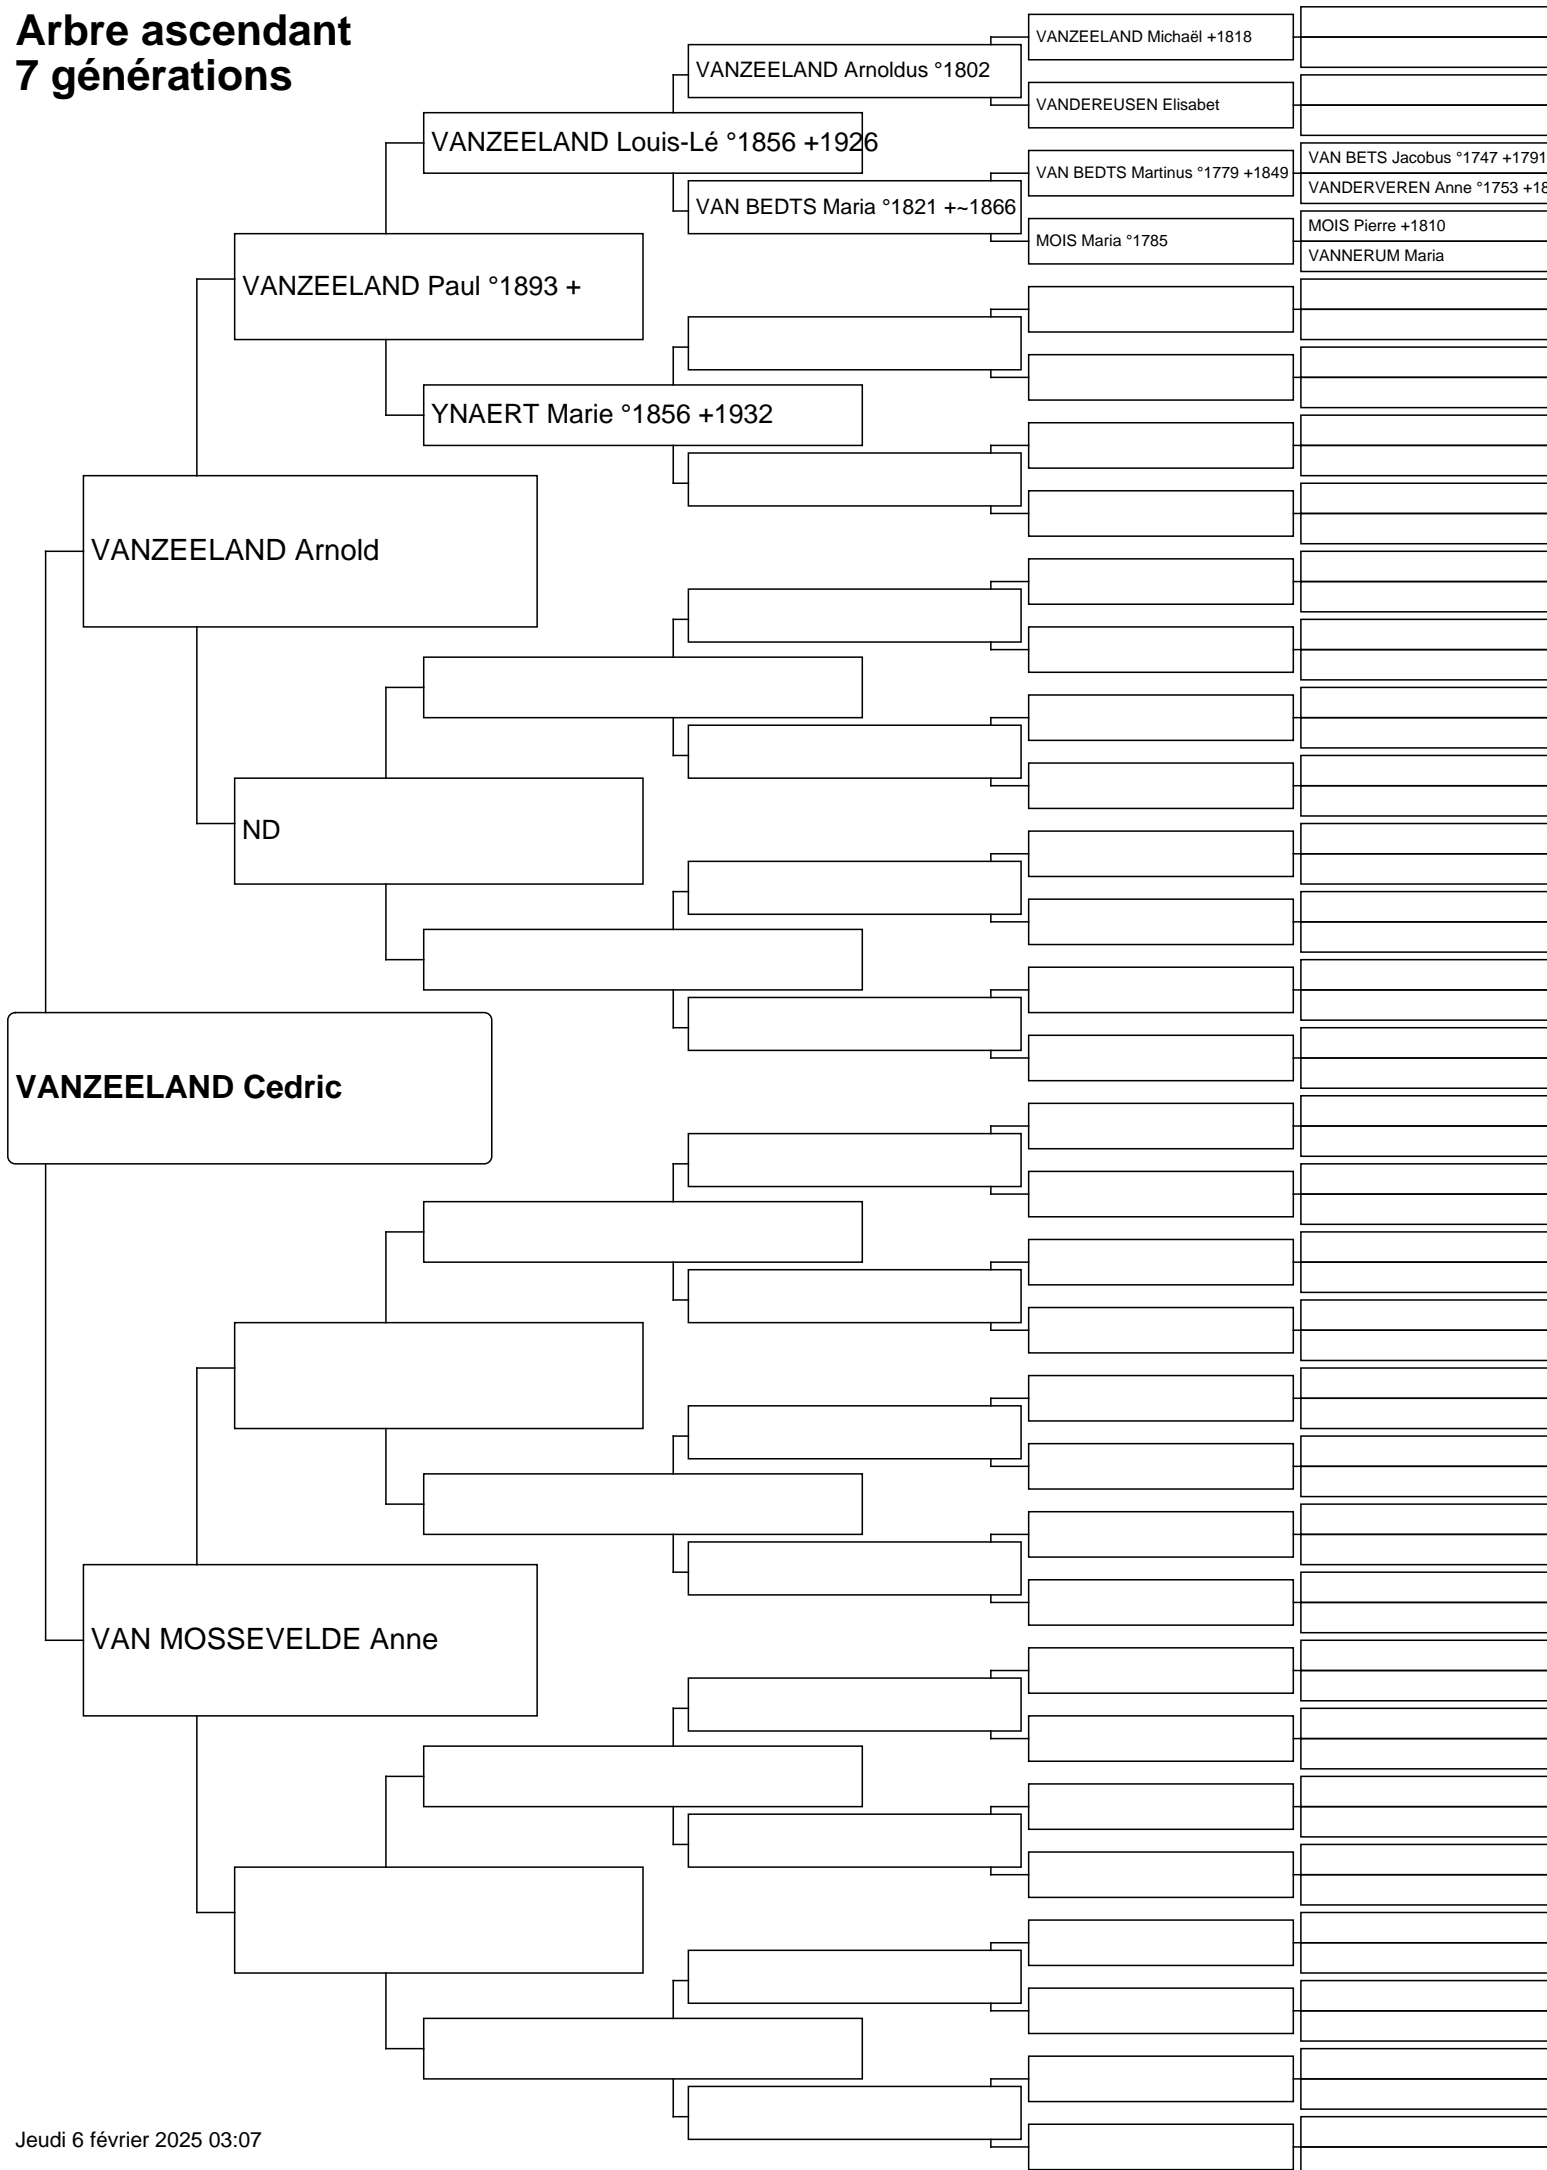 Arbre ascendant
7 générations
VANZEELAND Michaël +1818
VANZEELAND Arnoldus °1802
VANDEREUSEN Elisabet
VANZEELAND Louis-Lé °1856 +1926
VAN BETS Jacobus °1747 +1791
VAN BEDTS Martinus °1779 +1849
VANDERVEREN Anne °1753 +18
VAN BEDTS Maria °1821 +~1866
MOIS Pierre +1810
MOIS Maria °1785
VANNERUM Maria
VANZEELAND Paul °1893 +
YNAERT Marie °1856 +1932
VANZEELAND Arnold
ND
VANZEELAND Cedric
VAN MOSSEVELDE Anne
Jeudi 6 février 2025 03:07